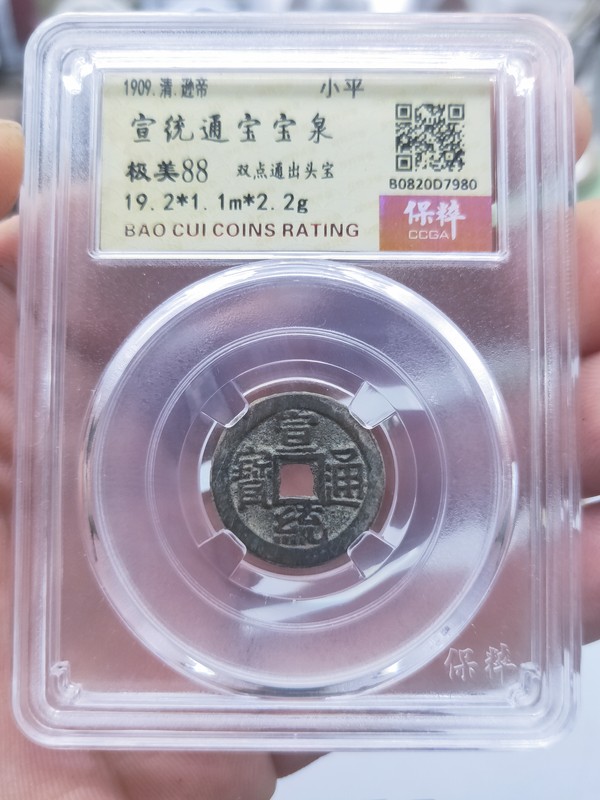 1909.清.逊帝 小平
宣统通宝宝泉
极美88 双点通出头宝
B0820D7980
19.2*1.1m*2.2g
保粹
CCGA
BAO CUI COINS RATING
宣
寶 通
統
保粹